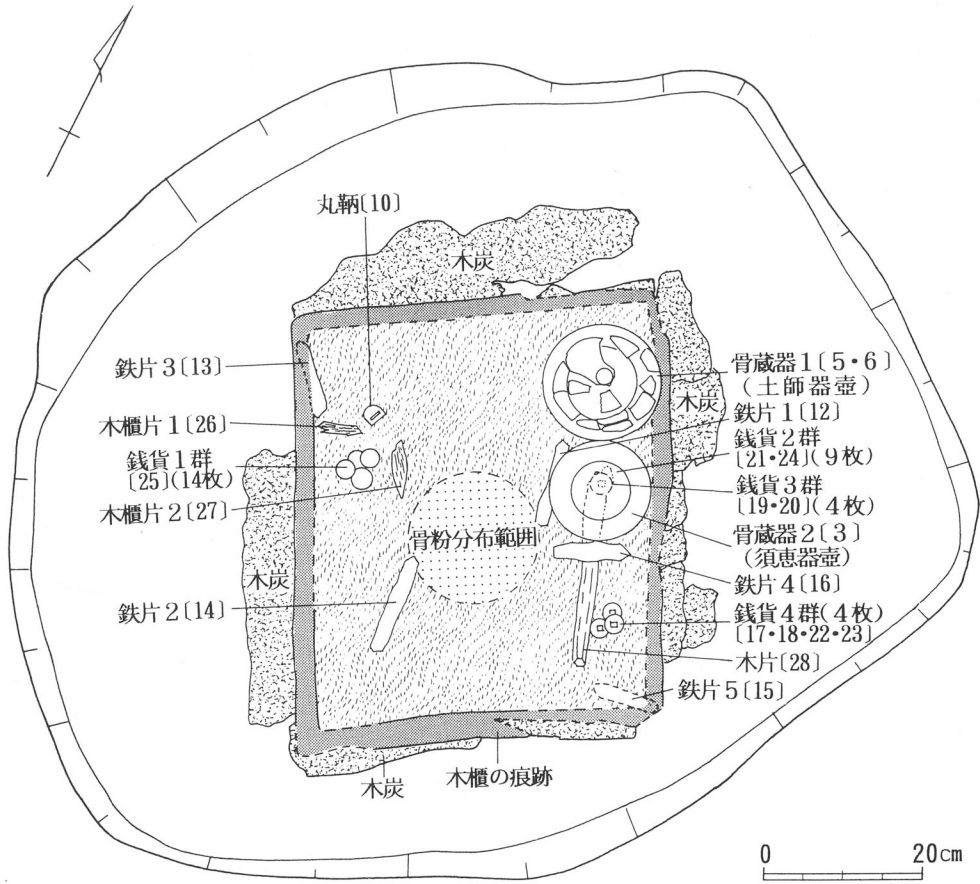 丸鞆〔10〕
木炭
鉄片3〔13〕
木櫃片1〔26〕
銭貨1群
〔25〕(14枚)
木櫃片2〔27〕
木炭
鉄片2〔14〕
骨粉分布範囲
骨蔵器1〔5・6〕
(土師器壺)
木炭
鉄片1〔12〕
銭貨2群
〔21・24〕(9枚)
銭貨3群
〔19・20〕(4枚)
骨蔵器2〔3〕
(須恵器壺)
鉄片4〔16〕
銭貨4群(4枚)
〔17・18・22・23〕
木片〔28〕
鉄片5〔15〕
木櫃の痕跡
木炭
0 20cm